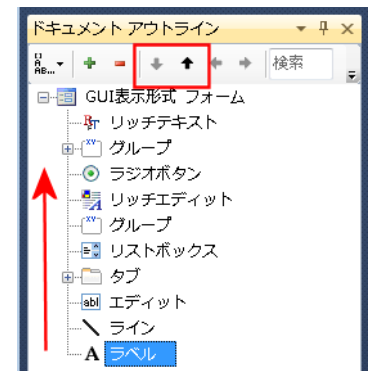 ドキュメント アウトライン
AB... 検索
GUI表示形式 フォーム
リッチテキスト
グループ
ラジオボタン
リッチエディット
グループ
リストボックス
タブ
abl エディット
ライン
A ラベル